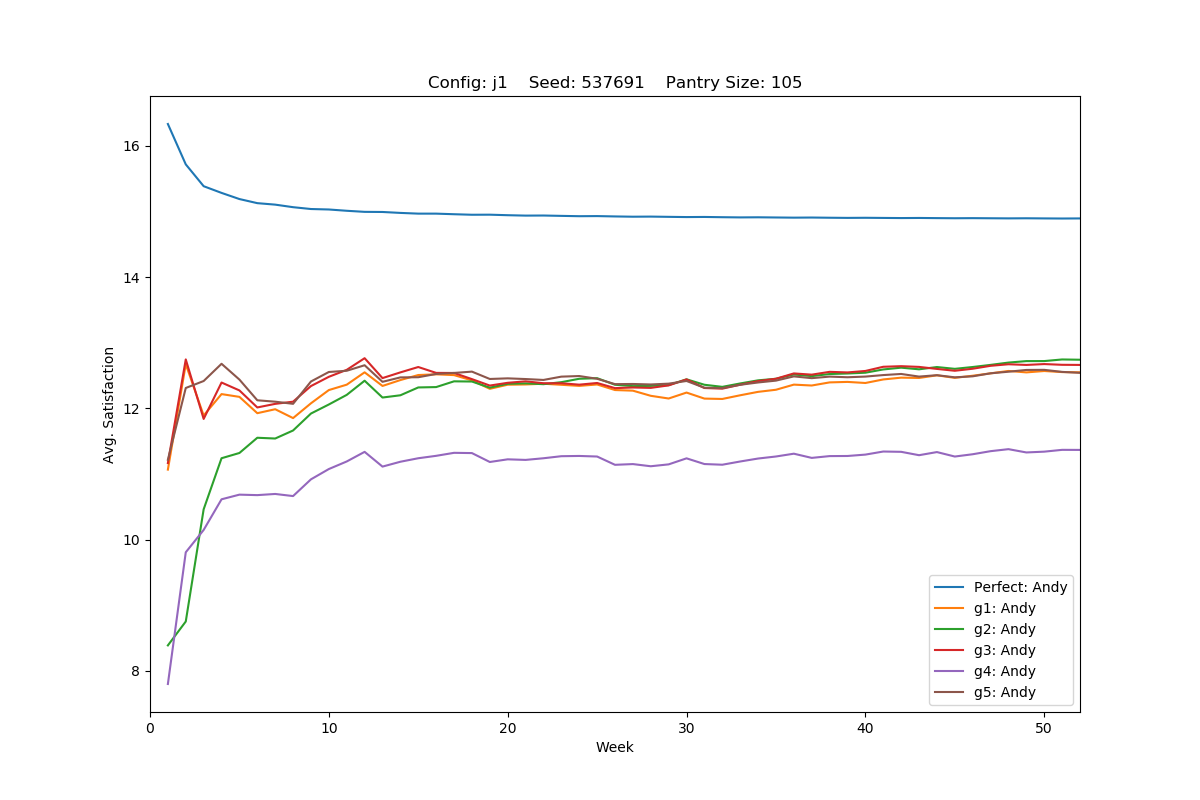 Config: j1    Seed: 537691    Pantry Size: 105
16
14
12
10
8
Avg. Satisfaction
0 10 20 30 40 50
Week
Perfect: Andy
g1: Andy
g2: Andy
g3: Andy
g4: Andy
g5: Andy